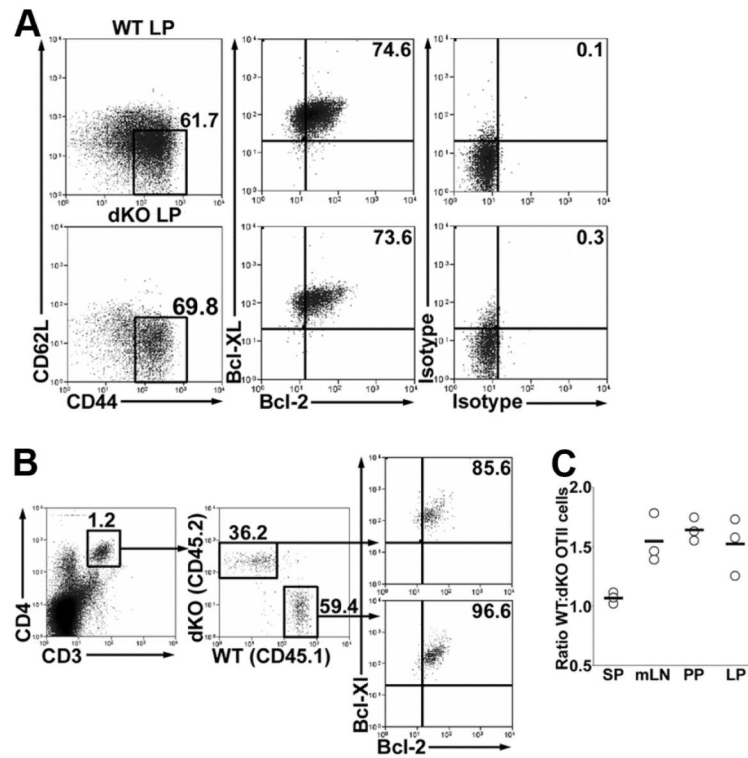 A
WT LP
61.7
74.6
0.1
dKO LP
69.8
73.6
0.3
CD62L
CD44
Bcl-XL
Bcl-2
Isotype
Isotype
B
CD4
CD3
1.2
dKO (CD45.2)
WT (CD45.1)
36.2
59.4
85.6
96.6
Bcl-Xl
Bcl-2
C
Ratio WT:dKO OTII cells
2.0
1.5
1.0
0.5
SP mLN PP LP